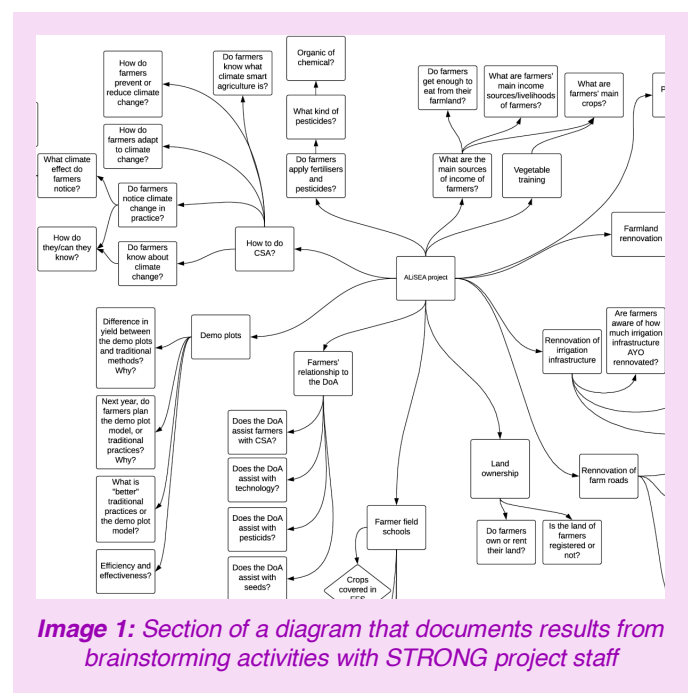 How do
farmers
prevent or
reduce climate
change?
Do farmers
know what
climate smart
agriculture is?
Organic of
chemical?
Do farmers
get enough to
eat from their
farmland?
What are farmers'
main income
sources/livelihoods
of farmers?
What are
farmers' main
crops?
P
What kind of
pesticides?
How do
farmers adapt
to climate
change?
What climate
effect do
farmers
notice?
Do farmers
apply fertilisers
and
pesticides?
What are the
main sources
of income of
farmers?
Vegetable
training
Do farmers
notice climate
change in
practice?
How do
they/can they
know?
Do farmers
know about
climate
change?
How to do
CSA?
Farmland
rennovation
ALiSEA project
Difference in
yield between
the demo plots
and traditional
methods?
Why?
Demo plots
Farmers'
relationship to
the DoA
Rennovation of
irrigation
infrastructure
Are farmers
aware of how
much irrigation
infrastructure
AYO
rennovated?
Next year, do
farmers plan
the demo plot
model, or
traditional
practices?
Why?
Does the DoA
assist farmers
with CSA?
Does the DoA
assist with
technology?
Land
ownership
Rennovation of
farm roads
What is
"better"
traditional
practices or
the demo plot
model?
Does the DoA
assist with
pesticids?
Farmer field
schools
Do farmers
own or rent
their land?
Is the land of
farmers
registered or
not?
Efficiency and
effectiveness?
Does the DoA
assist with
seeds?
Crops
covered in
FFS
Image 1: Section of a diagram that documents results from
brainstorming activities with STRONG project staff